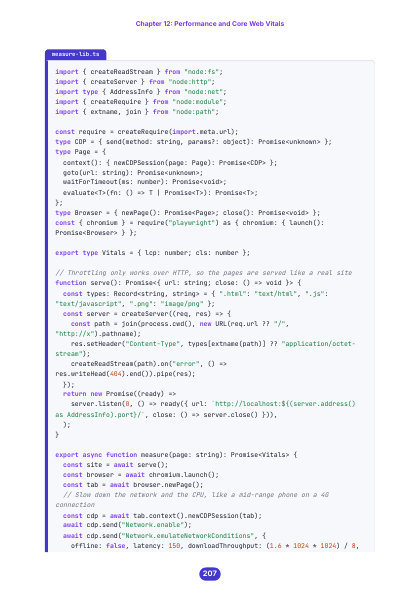 Chapter 12: Performance and Core Web Vitals
measure-lib.ts
import { createReadStream } from "node:fs";
import { createServer } from "node:http";
import type { AddressInfo } from "node:net";
import { createRequire } from "node:module";
import { extname, join } from "node:path";

const require = createRequire(import.meta.url);
type CDP = { send(method: string, params?: object): Promise<unknown> };
type Page = {
  context(): { newCDPSession(page: Page): Promise<CDP> };
  goto(url: string): Promise<unknown>;
  waitForTimeout(ms: number): Promise<void>;
  evaluate<T>(fn: () => T | Promise<T>): Promise<T>;
};
type Browser = { newPage(): Promise<Page>; close(): Promise<void> };
const { chromium } = require("playwright") as { chromium: { launch():
Promise<Browser> } };

export type Vitals = { lcp: number; cls: number };

// Throttling only works over HTTP, so the pages are served like a real site
function serve(): Promise<{ url: string; close: () => void }> {
  const types: Record<string, string> = { ".html": "text/html", ".js":
"text/javascript", ".png": "image/png" };
  const server = createServer((req, res) => {
    const path = join(process.cwd(), new URL(req.url ?? "/",
"http://x").pathname);
    res.setHeader("Content-Type", types[extname(path)] ?? "application/octet-
stream");
    createReadStream(path).on("error", () =>
res.writeHead(404).end()).pipe(res);
  });
  return new Promise((ready) =>
    server.listen(0, () => ready({ url: `http://localhost:${(server.address()
as AddressInfo).port}/`, close: () => server.close() })),
  );
}

export async function measure(page: string): Promise<Vitals> {
  const site = await serve();
  const browser = await chromium.launch();
  const tab = await browser.newPage();
  // Slow down the network and the CPU, like a mid-range phone on a 4G
connection
  const cdp = await tab.context().newCDPSession(tab);
  await cdp.send("Network.enable");
  await cdp.send("Network.emulateNetworkConditions", {
    offline: false, latency: 150, downloadThroughput: (1.6 * 1024 * 1024) / 8,
207